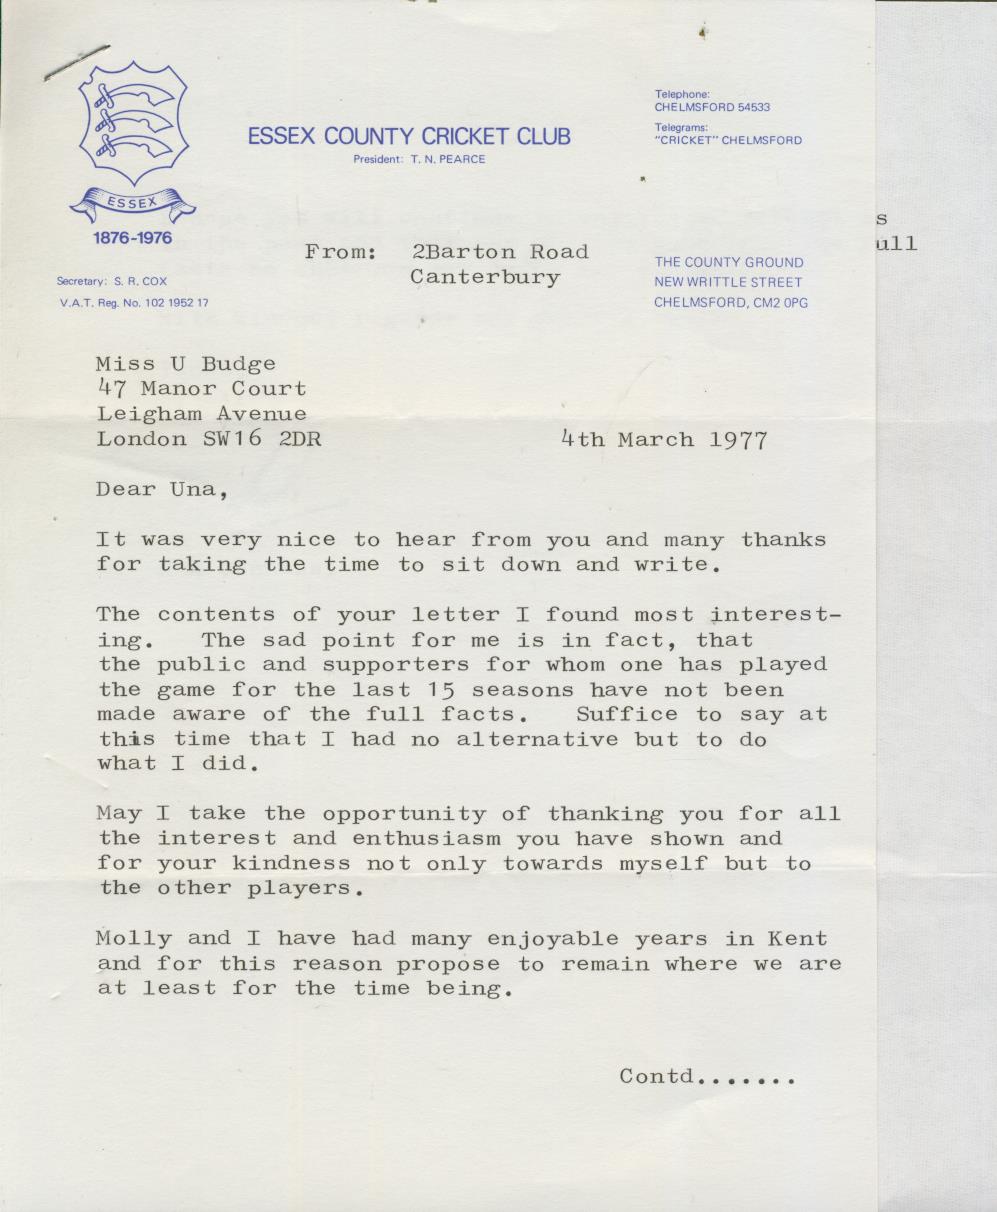 Telephone:
CHELMSFORD 54533
Telegrams:
"CRICKET" CHELMSFORD
ESSEX COUNTY CRICKET CLUB
President: T. N. PEARCE
ESSEX
1876-1976
Secretary: S. R. COX
V.A.T. Reg. No. 102 1952 17
From: 2Barton Road
Canterbury
THE COUNTY GROUND
NEW WRITTLE STREET
CHELMSFORD, CM2 0PG
s
ull
Miss U Budge
47 Manor Court
Leigham Avenue
London SW16 2DR
4th March 1977
Dear Una,
It was very nice to hear from you and many thanks
for taking the time to sit down and write.
The contents of your letter I found most interest-
ing. The sad point for me is in fact, that
the public and supporters for whom one has played
the game for the last 15 seasons have not been
made aware of the full facts. Suffice to say at
this time that I had no alternative but to do
what I did.
May I take the opportunity of thanking you for all
the interest and enthusiasm you have shown and
for your kindness not only towards myself but to
the other players.
Molly and I have had many enjoyable years in Kent
and for this reason propose to remain where we are
at least for the time being.
Contd.......